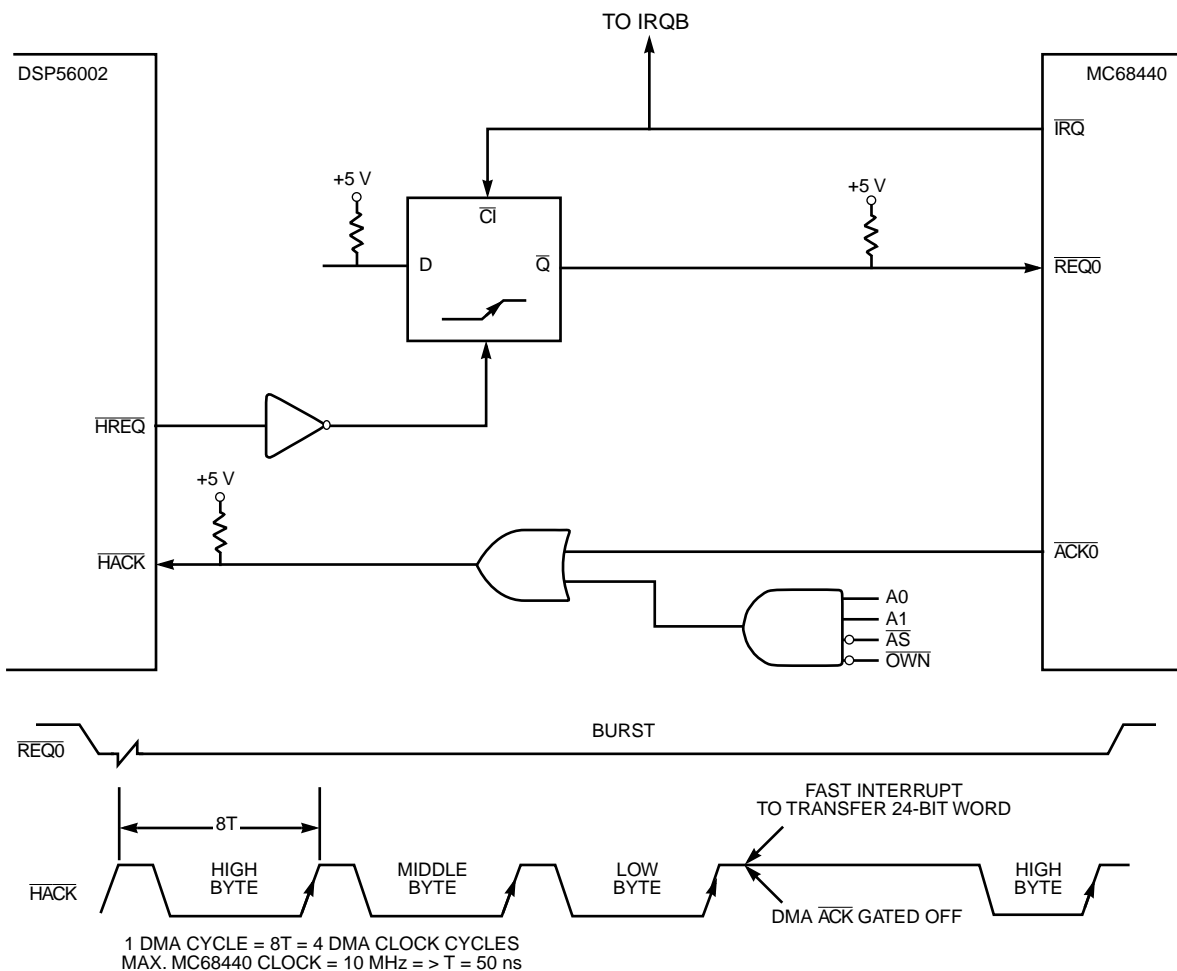 TO IRQB
DSP56002
MC68440
IRQ
+5 V
+5 V
CI
D
Q
REQ0
HREQ
+5 V
HACK
ACK0
A0
A1
AS
OWN
REQ0
BURST
FAST INTERRUPT
TO TRANSFER 24-BIT WORD
8T
HACK
HIGH
BYTE
MIDDLE
BYTE
LOW
BYTE
HIGH
BYTE
DMA ACK GATED OFF
1 DMA CYCLE = 8T = 4 DMA CLOCK CYCLES
MAX. MC68440 CLOCK = 10 MHz = > T = 50 ns